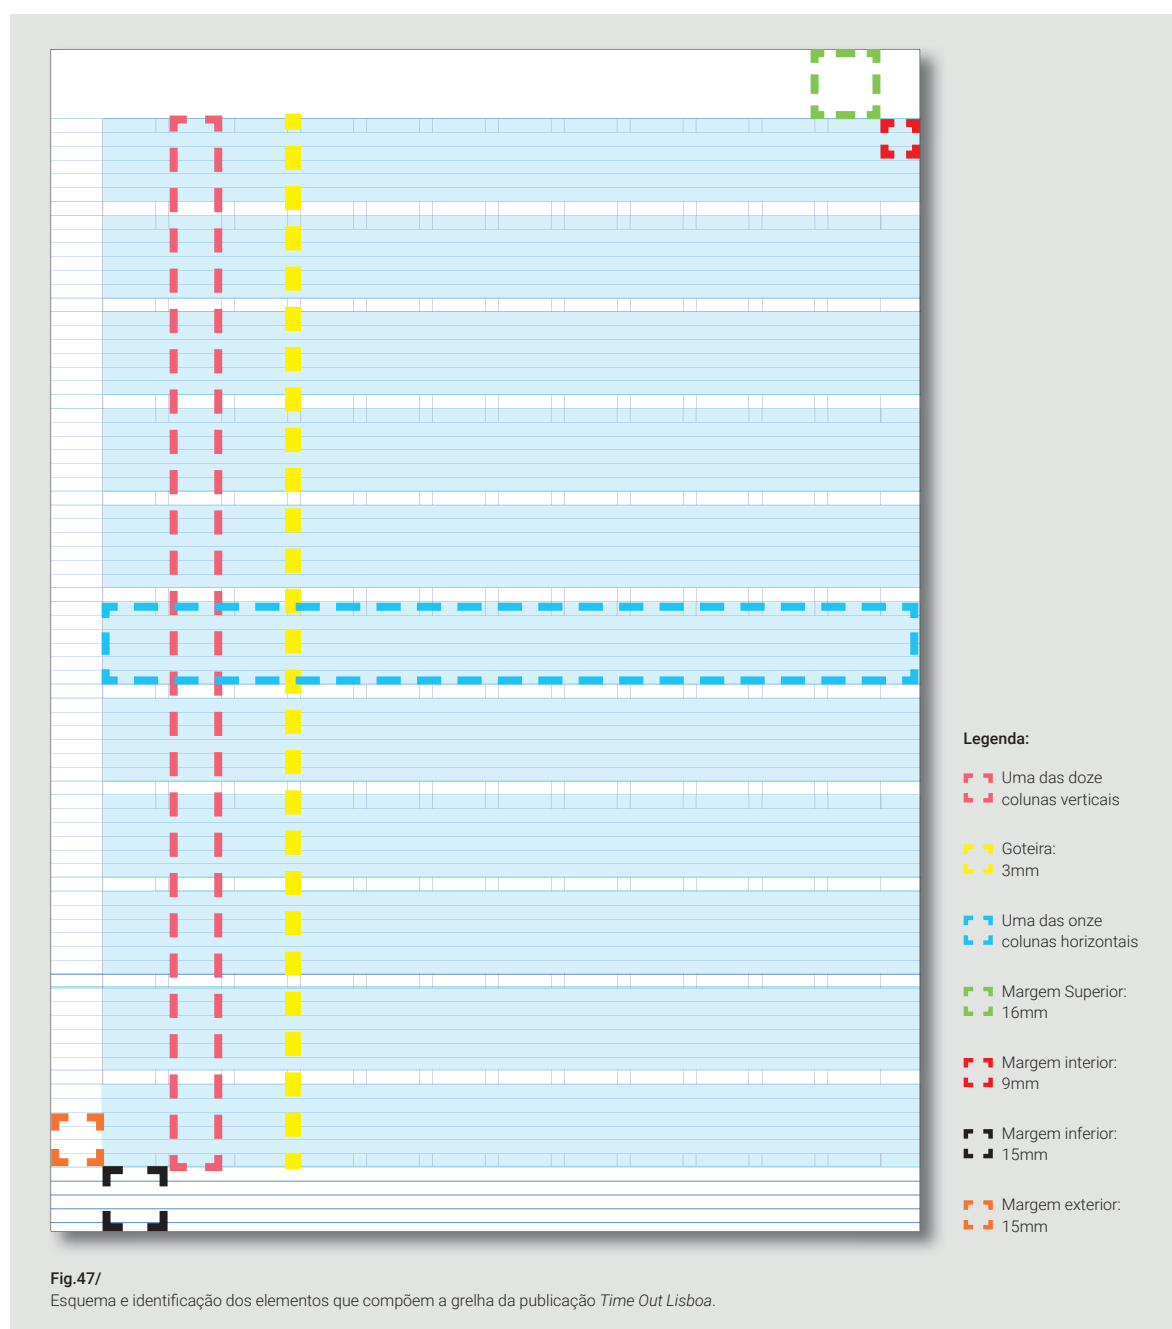 Legenda:
Uma das doze
colunas verticais
Goteira:
3mm
Uma das onze
colunas horizontais
Margem Superior:
16mm
Margem interior:
9mm
Margem inferior:
15mm
Margem exterior:
15mm
Fig.47/
Esquema e identificação dos elementos que compõem a grelha da publicação Time Out Lisboa.